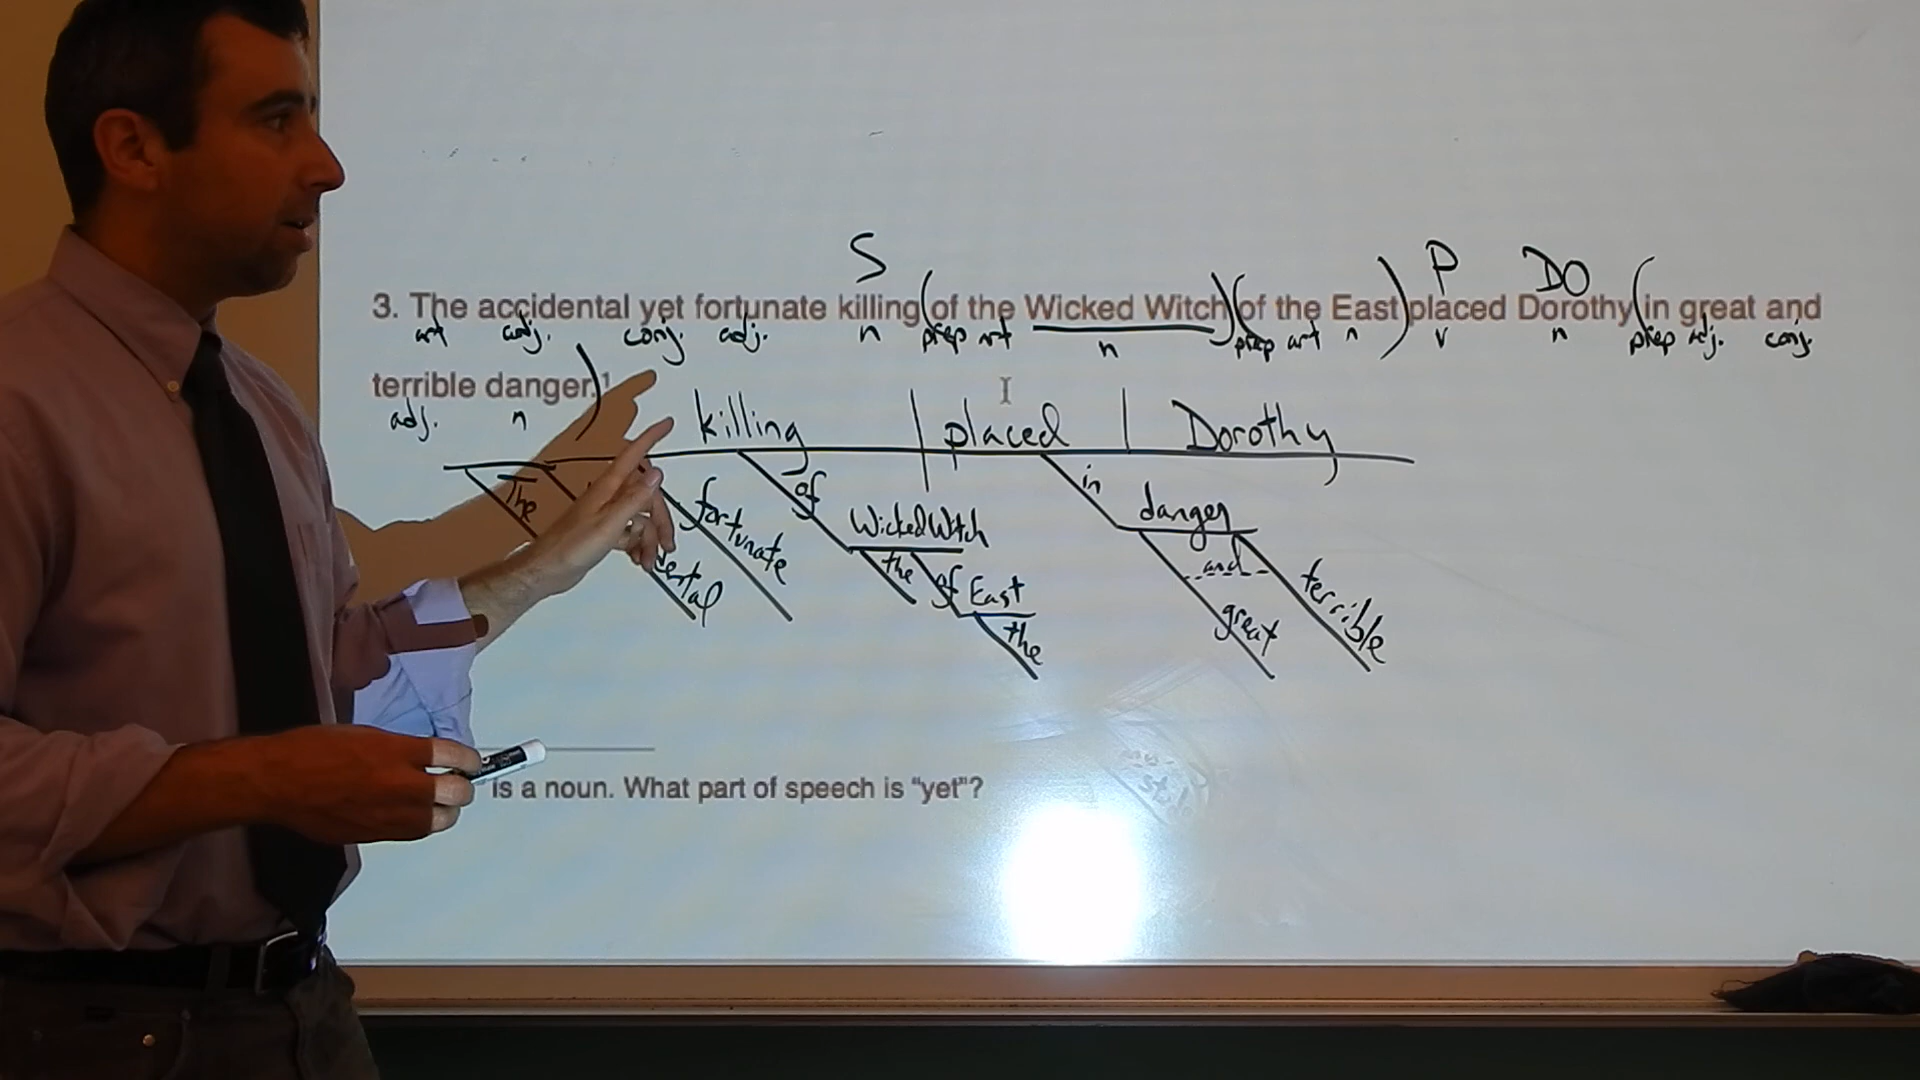 S P DO
3. The accidental yet fortunate killing (of the Wicked Witch) (of the East) placed Dorothy (in great and
art adj. conj. adj. n prep art n prep art n v n prep adj. conj.
terrible danger.¹)
adj. n
killing | placed | Dorothy
The fortunate of Wicked Witch in danger
dental the of East and terrible
the great
is a noun. What part of speech is “yet”?